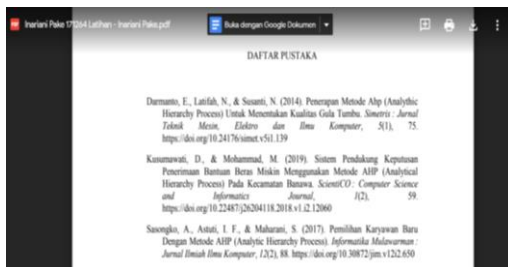 Inariani Pake 171264 Latihan - Inariani Pake.pdf
Buka dengan Google Dokumen
DAFTAR PUSTAKA
Darmanto, E., Latifah, N., & Susanti, N. (2014). Penerapan Metode Ahp (Analythic
Hierarchy Process) Untuk Menentukan Kualitas Gula Tumbu. Simetris : Jurnal
Teknik Mesin, Elektro dan Ilmu Komputer, 5(1), 75.
https://doi.org/10.24176/simet.v5i1.139
Kusumawati, D., & Mohammad, M. (2019). Sistem Pendukung Keputusan
Penerimaan Bantuan Beras Miskin Menggunakan Metode AHP (Analytical
Hierarchy Process) Pada Kecamatan Banawa. ScientiCO : Computer Science
and Informatics Journal, 1(2), 59.
https://doi.org/10.22487/j26204118.2018.v1.i2.12060
Sasongko, A., Astuti, I. F., & Maharani, S. (2017). Pemilihan Karyawan Baru
Dengan Metode AHP (Analytic Hierarchy Process). Informatika Mulawarman :
Jurnal Ilmiah Ilmu Komputer, 12(2), 88. https://doi.org/10.30872/jim.v12i2.650